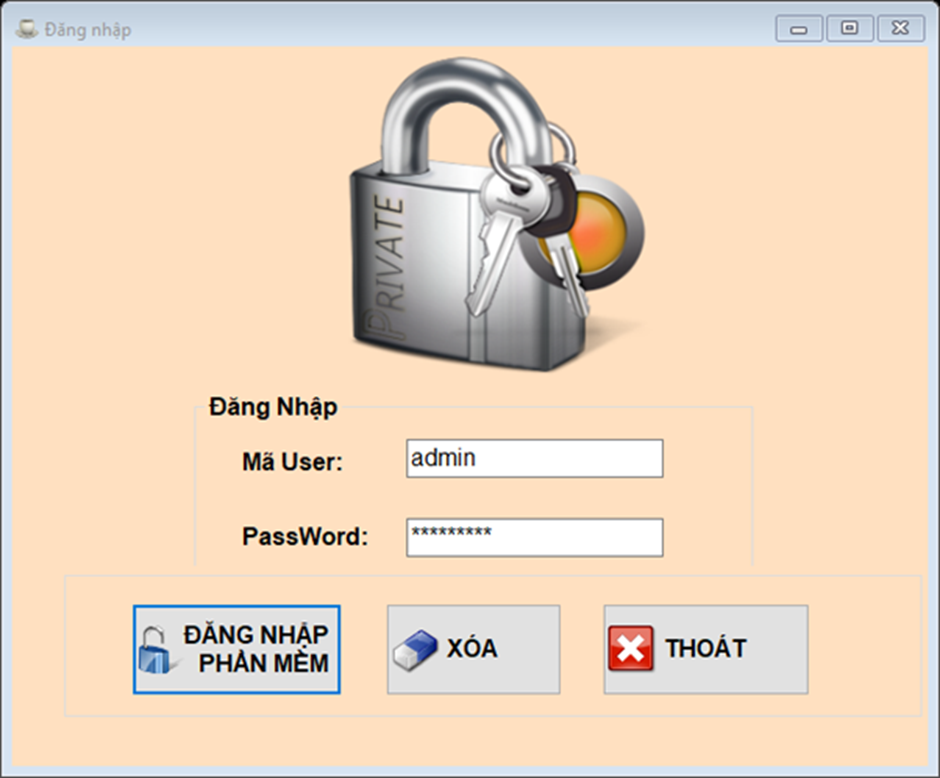 Đăng nhập
PRIVATE
Đăng Nhập
Mã User:
admin
PassWord:
*********
ĐĂNG NHẬP
PHẦN MỀM
XÓA
THOÁT